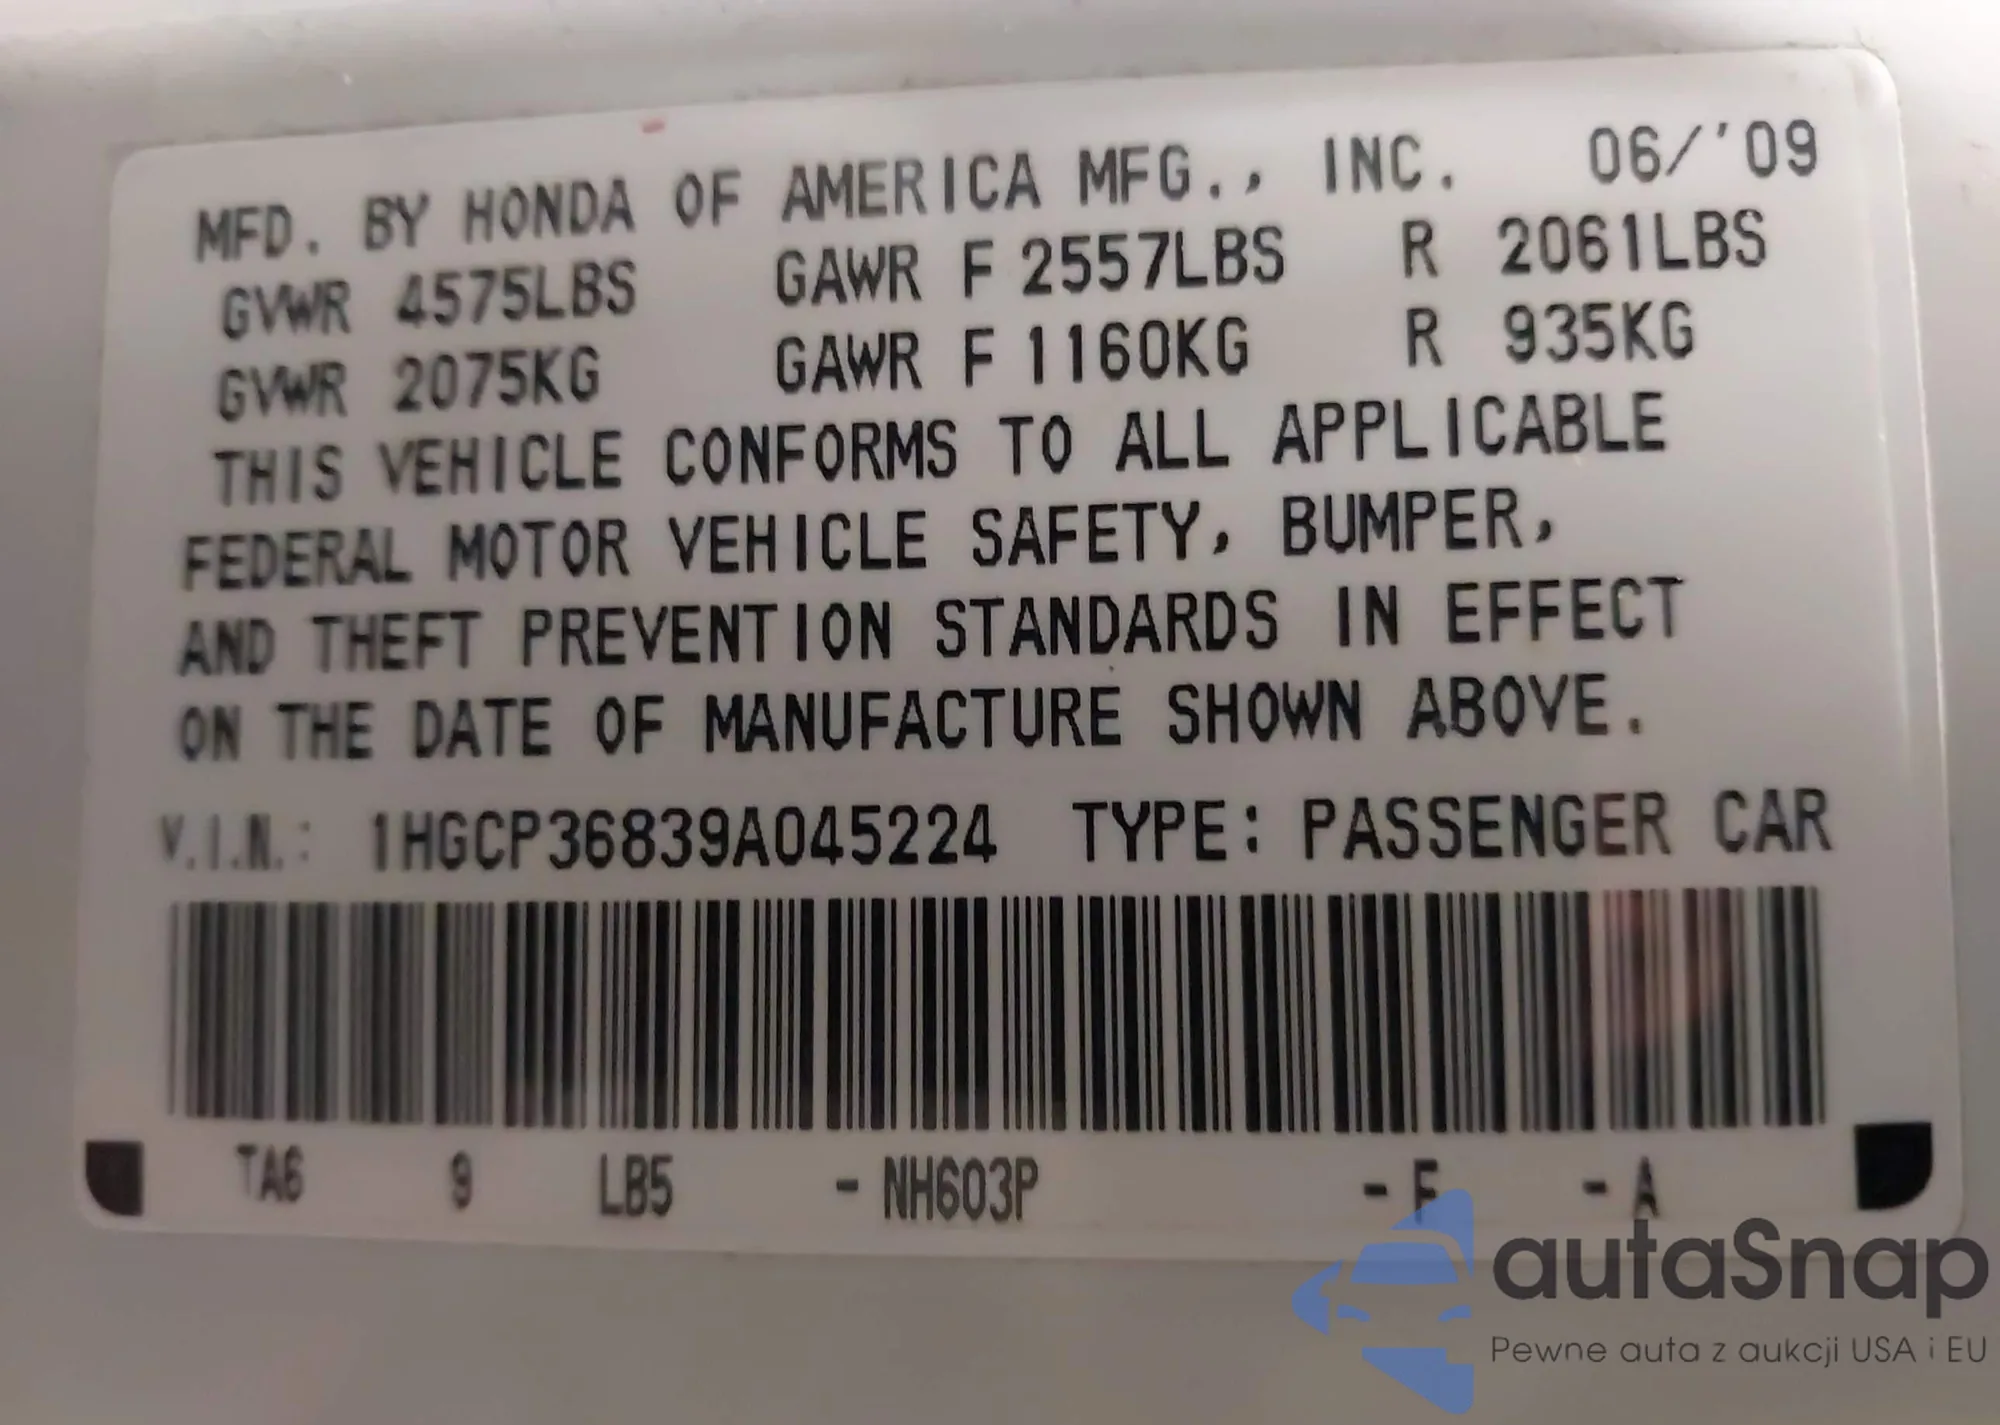 MFD. BY HONDA OF AMERICA MFG., INC. 06/'09
GVWR 4575LBS GAWR F 2557LBS R 2061LBS
GVWR 2075KG GAWR F 1160KG R 935KG
THIS VEHICLE CONFORMS TO ALL APPLICABLE
FEDERAL MOTOR VEHICLE SAFETY, BUMPER,
AND THEFT PREVENTION STANDARDS IN EFFECT
ON THE DATE OF MANUFACTURE SHOWN ABOVE.
V.I.N.: 1HGCP36839A045224 TYPE: PASSENGER CAR
TA6 9 LB5 - NH603P - F - A
autaSnap
Pewne auta z aukcji USA i EU